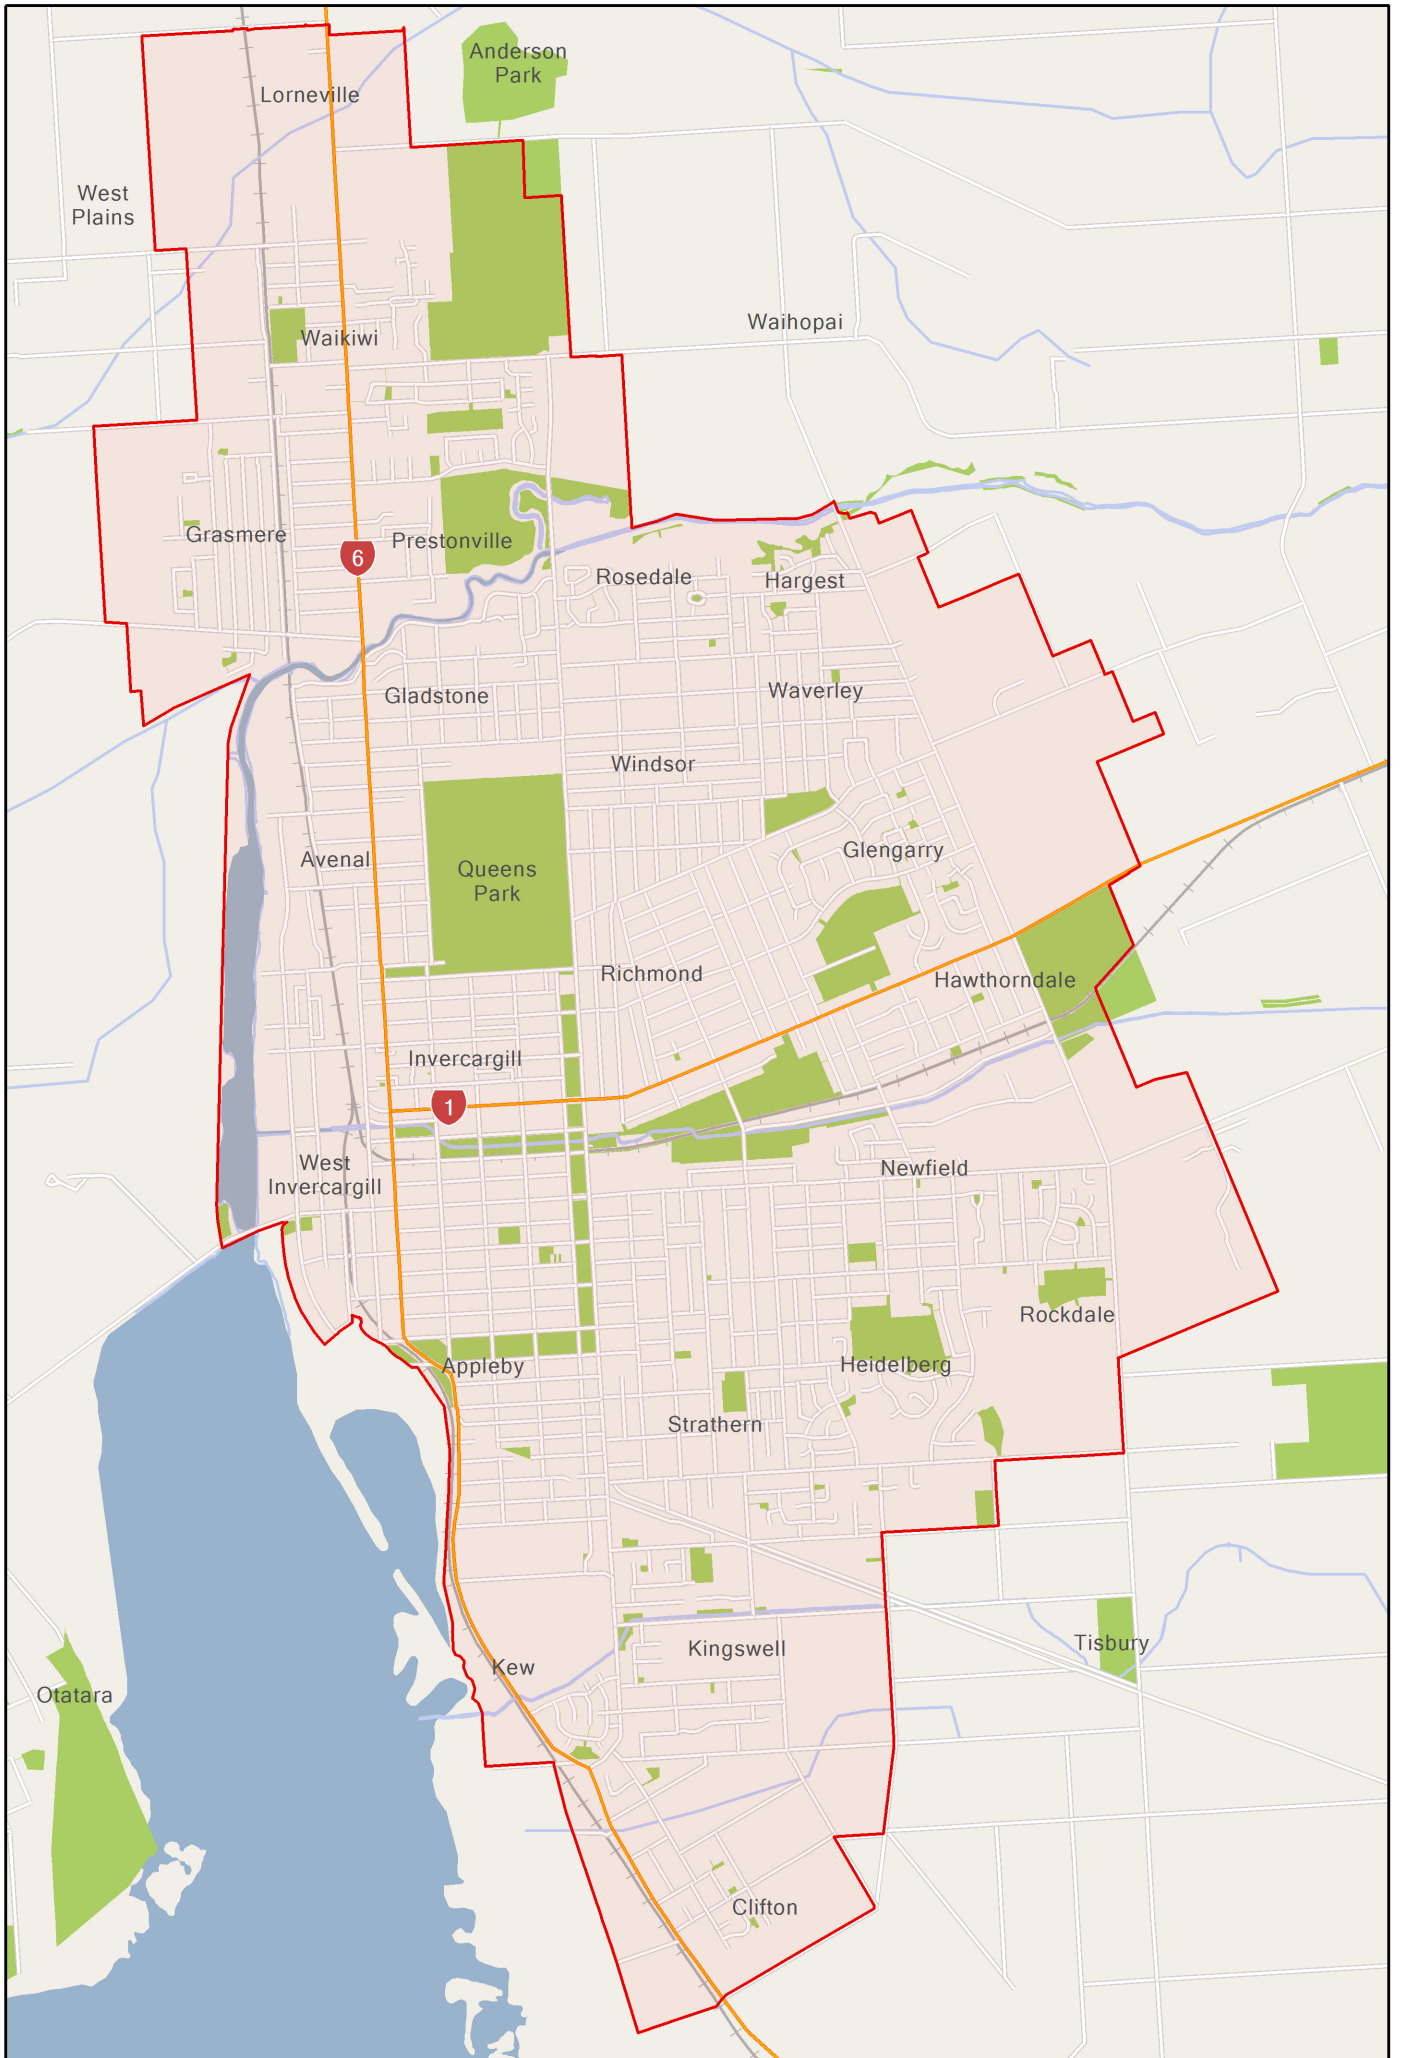 Anderson
Park
Lorneville
West
Plains
Waihopai
Waikiwi
Grasmere
Prestonville
6
Rosedale
Hargest
Gladstone
Waverley
Windsor
Avenal
Glengarry
Queens
Park
Richmond
Hawthorndale
Invercargill
1
West
Invercargill
Newfield
Rockdale
Appleby
Heidelberg
Strathern
Kingswell
Tisbury
Kew
Otatara
Clifton